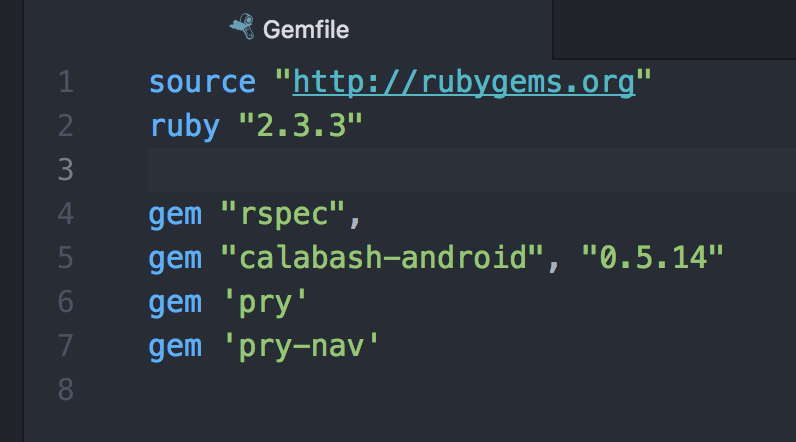 Gemfile
1 source "http://rubygems.org"
2 ruby "2.3.3"
3
4 gem "rspec",
5 gem "calabash-android", "0.5.14"
6 gem 'pry'
7 gem 'pry-nav'
8